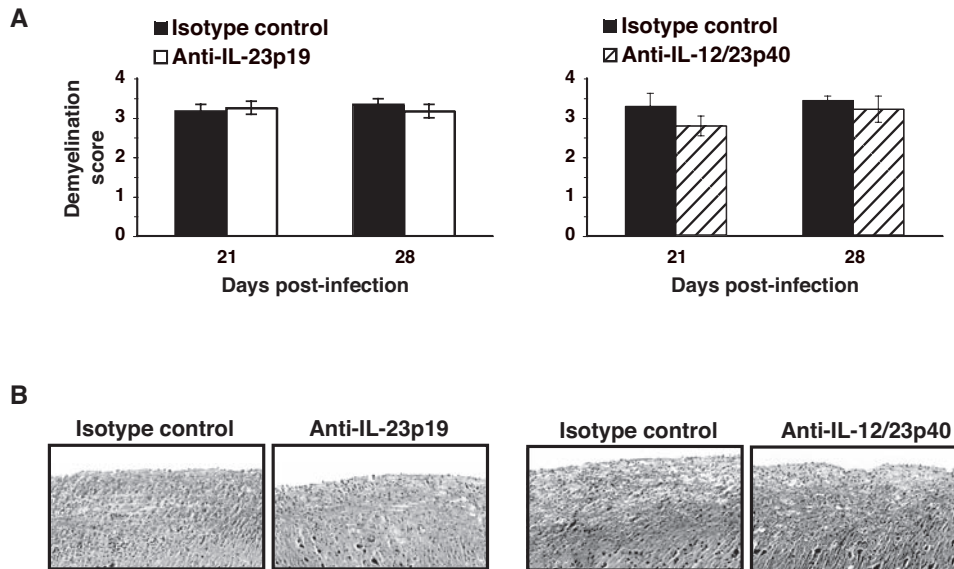 A
Isotype control
Anti-IL-23p19
Demyelination
score
4
3
2
1
0
21
28
Days post-infection
Isotype control
Anti-IL-12/23p40
4
3
2
1
0
21
28
Days post-infection
B
Isotype control
Anti-IL-23p19
Isotype control
Anti-IL-12/23p40